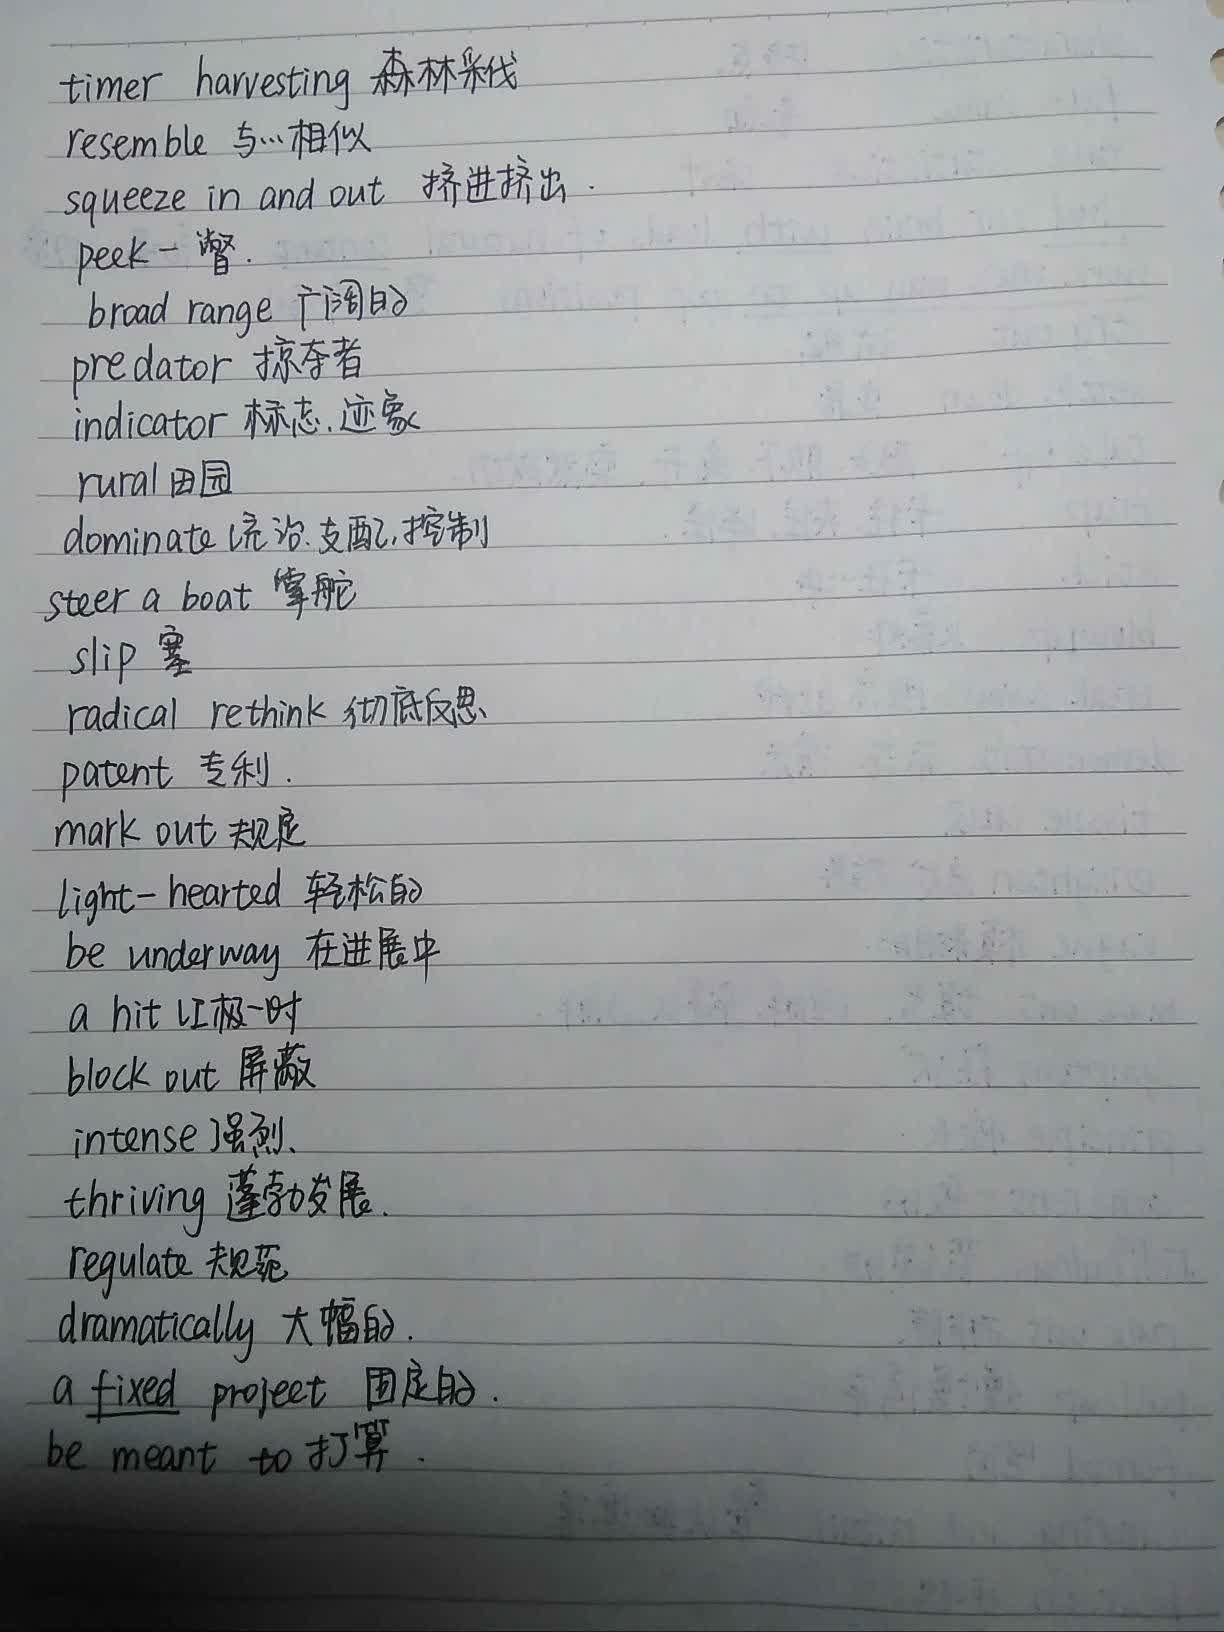 timer harvesting 森林采伐
resemble 与…相似
squeeze in and out 挤进挤出.
peek 一瞥.
broad range 广阔的
predator 掠夺者
indicator 标志.迹象
rural 田园
dominate 统治.支配,控制
steer a boat 掌舵
slip 塞
radical rethink 彻底反思
patent 专利.
mark out 规定
light-hearted 轻松的
be underway 在进展中
a hit 红极一时
block out 屏蔽
intense 强烈、
thriving 蓬勃发展.
regulate 规范
dramatically 大幅的.
a fixed project 固定的.
be meant to 打算.